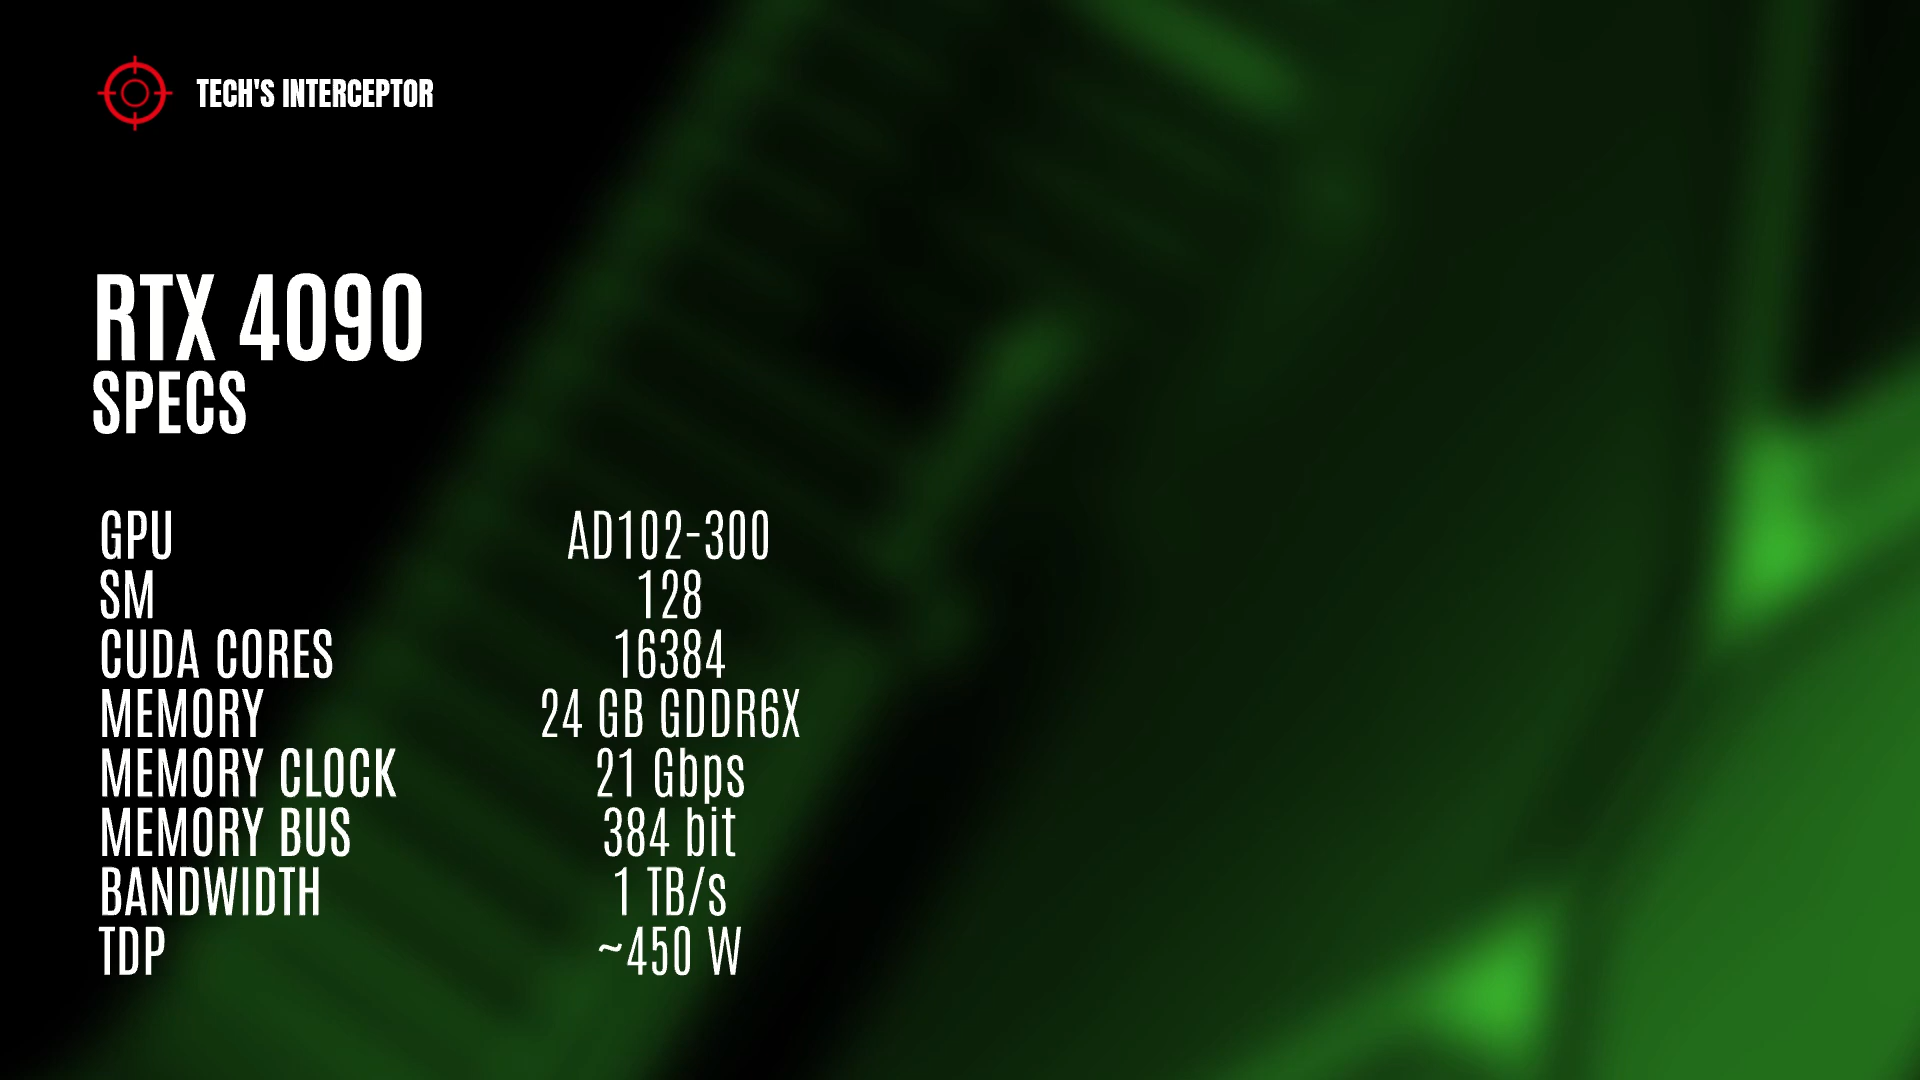 TECH'S INTERCEPTOR
RTX 4090
SPECS
GPU AD102-300
SM 128
CUDA CORES 16384
MEMORY 24 GB GDDR6X
MEMORY CLOCK 21 Gbps
MEMORY BUS 384 bit
BANDWIDTH 1 TB/s
TDP ~450 W